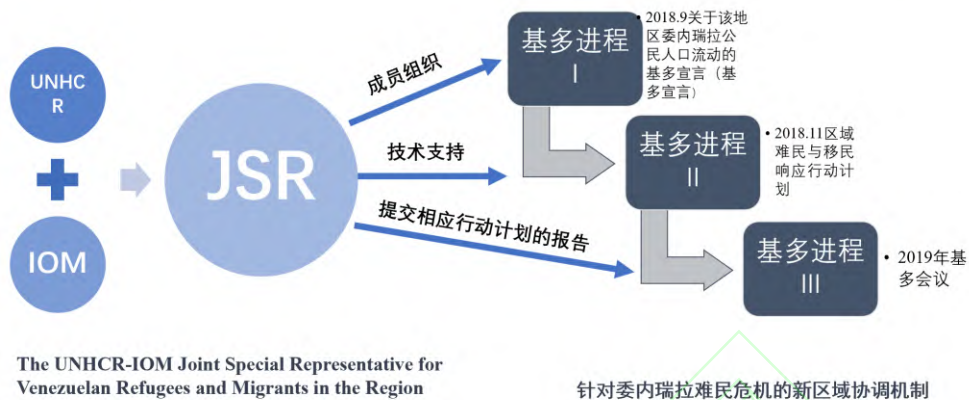 UNHC
R
IOM
JSR
成员组织
技术支持
提交相应行动计划的报告
基多进程
I
• 2018.9关于该地
区委内瑞拉公
民人口流动的
基多宣言（基
多宣言）
基多进程
II
• 2018.11区域
难民与移民
响应行动计
划
基多进程
III
• 2019年基
多会议
The UNHCR-IOM Joint Special Representative for
Venezuelan Refugees and Migrants in the Region
针对委内瑞拉难民危机的新区域协调机制